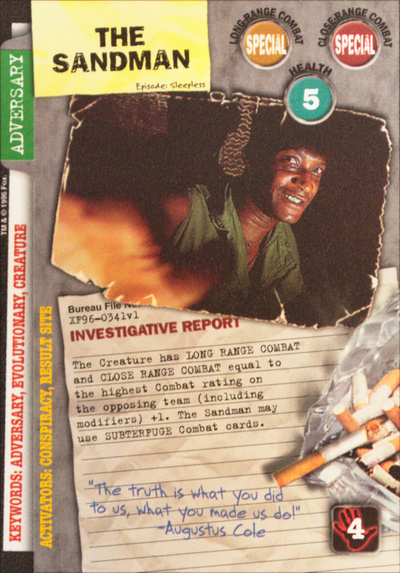 THE
SANDMAN
Episode: Sleepless
LONG-RANGE COMBAT
SPECIAL
CLOSE-RANGE COMBAT
SPECIAL
HEALTH
5
ADVERSARY
TM & © 1996 Fox.
KEYWORDS: ADVERSARY, EVOLUTIONARY, CREATURE
ACTIVATORS: CONSPIRACY, RESULT SITE
Bureau File
XF96-0341v1
INVESTIGATIVE REPORT
The Creature has LONG RANGE COMBAT
and CLOSE RANGE COMBAT equal to
the highest Combat rating on
the opposing team (including
modifiers) +1. The Sandman may
use SUBTERFUGE Combat cards.
"The truth is what you did
to us, what you made us do!"
-Augustus Cole
4